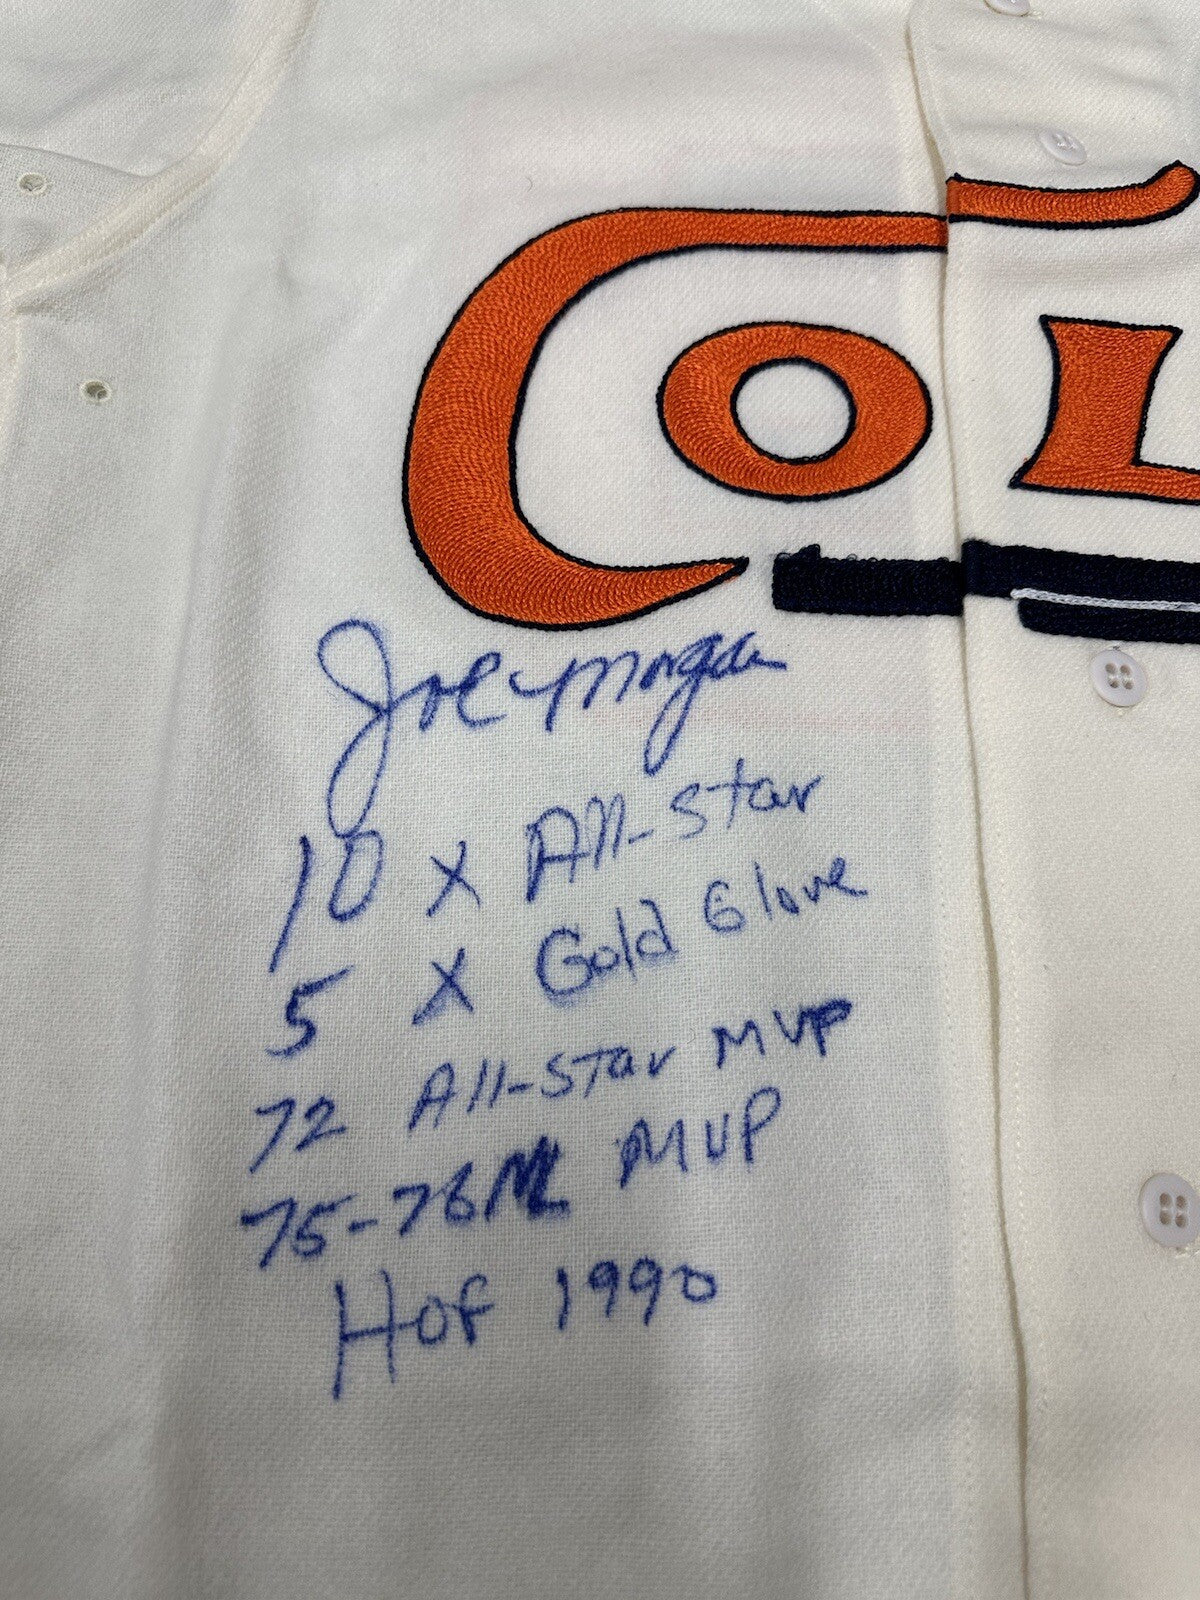 Col
Joe Morgan
10 x All-Star
5 x Gold Glove
72 All-Star MVP
75-76 NL MVP
HOF 1990